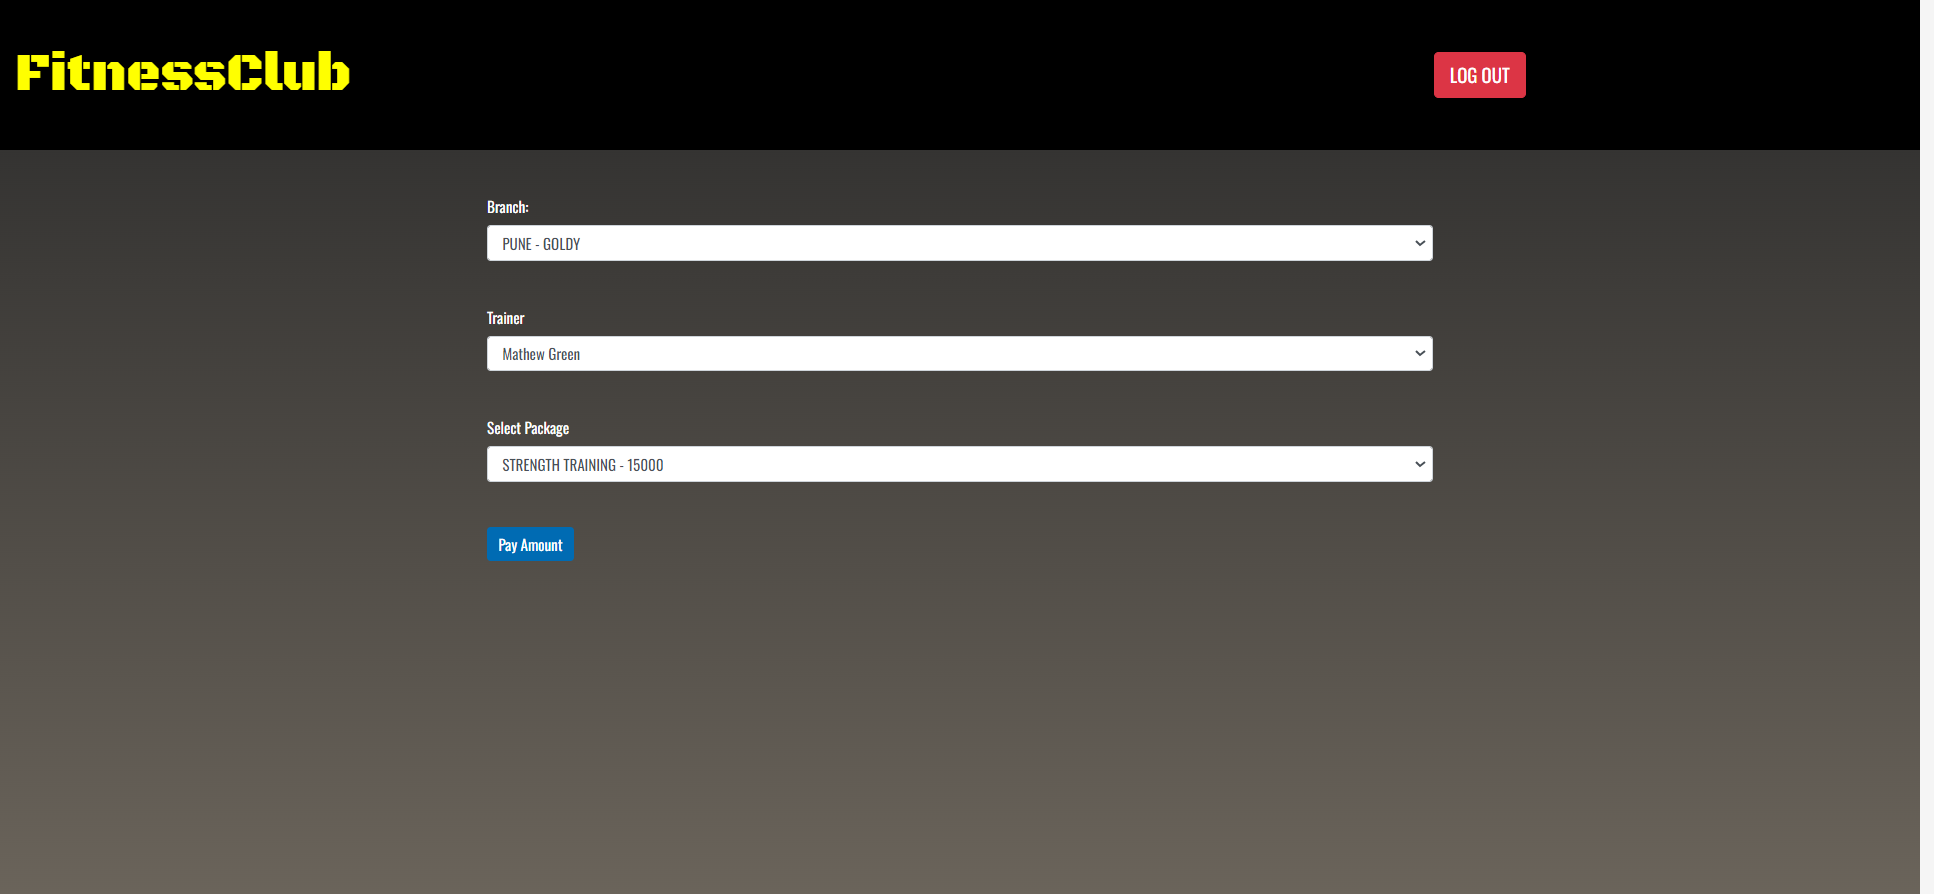 FitnessClub
LOG OUT
Branch:
PUNE - GOLDY
Trainer
Mathew Green
Select Package
STRENGTH TRAINING - 15000
Pay Amount